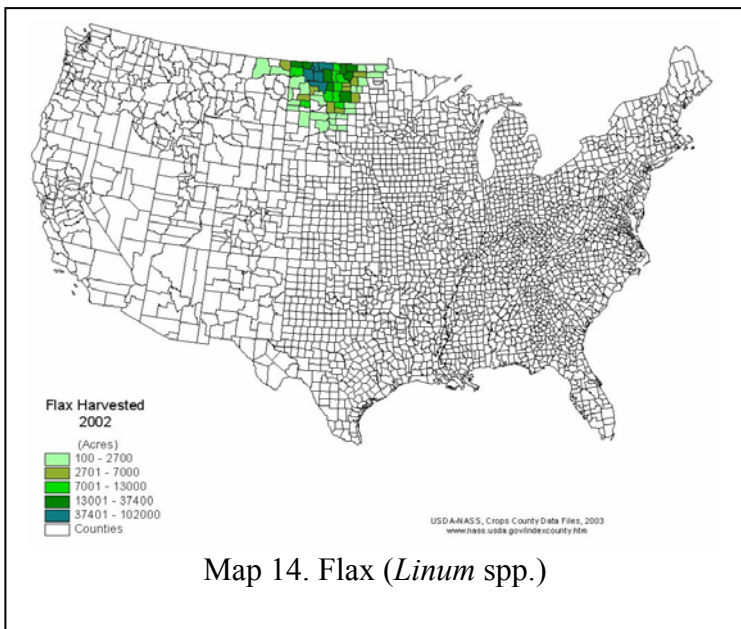 Flax Harvested
2002
(Acres)
100 - 2700
2701 - 7000
7001 - 13000
13001 - 37400
37401 - 102000
Counties
USDA-NASS, Crops County Data Files, 2003
www.nass.usda.gov/indexcounty.htm
Map 14. Flax (Linum spp.)